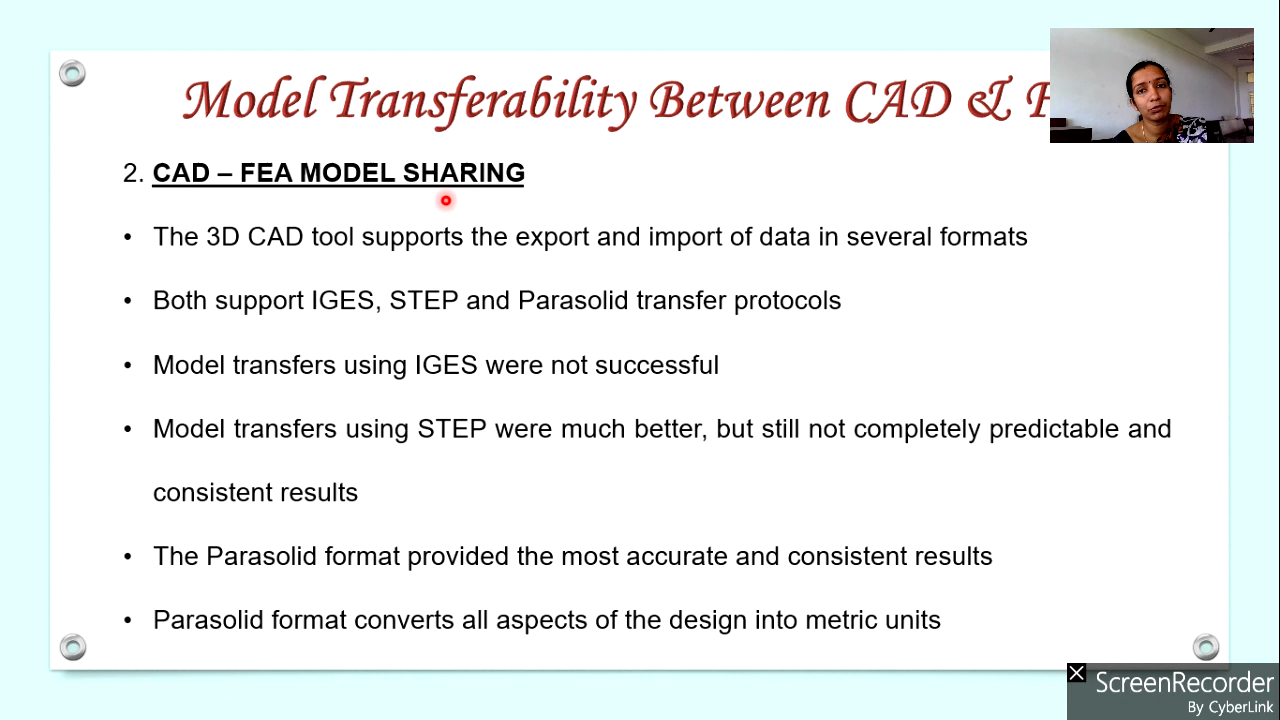 Model Transferability Between CAD & F
2. CAD – FEA MODEL SHARING
• The 3D CAD tool supports the export and import of data in several formats
• Both support IGES, STEP and Parasolid transfer protocols
• Model transfers using IGES were not successful
• Model transfers using STEP were much better, but still not completely predictable and
consistent results
• The Parasolid format provided the most accurate and consistent results
• Parasolid format converts all aspects of the design into metric units
ScreenRecorder
By CyberLink